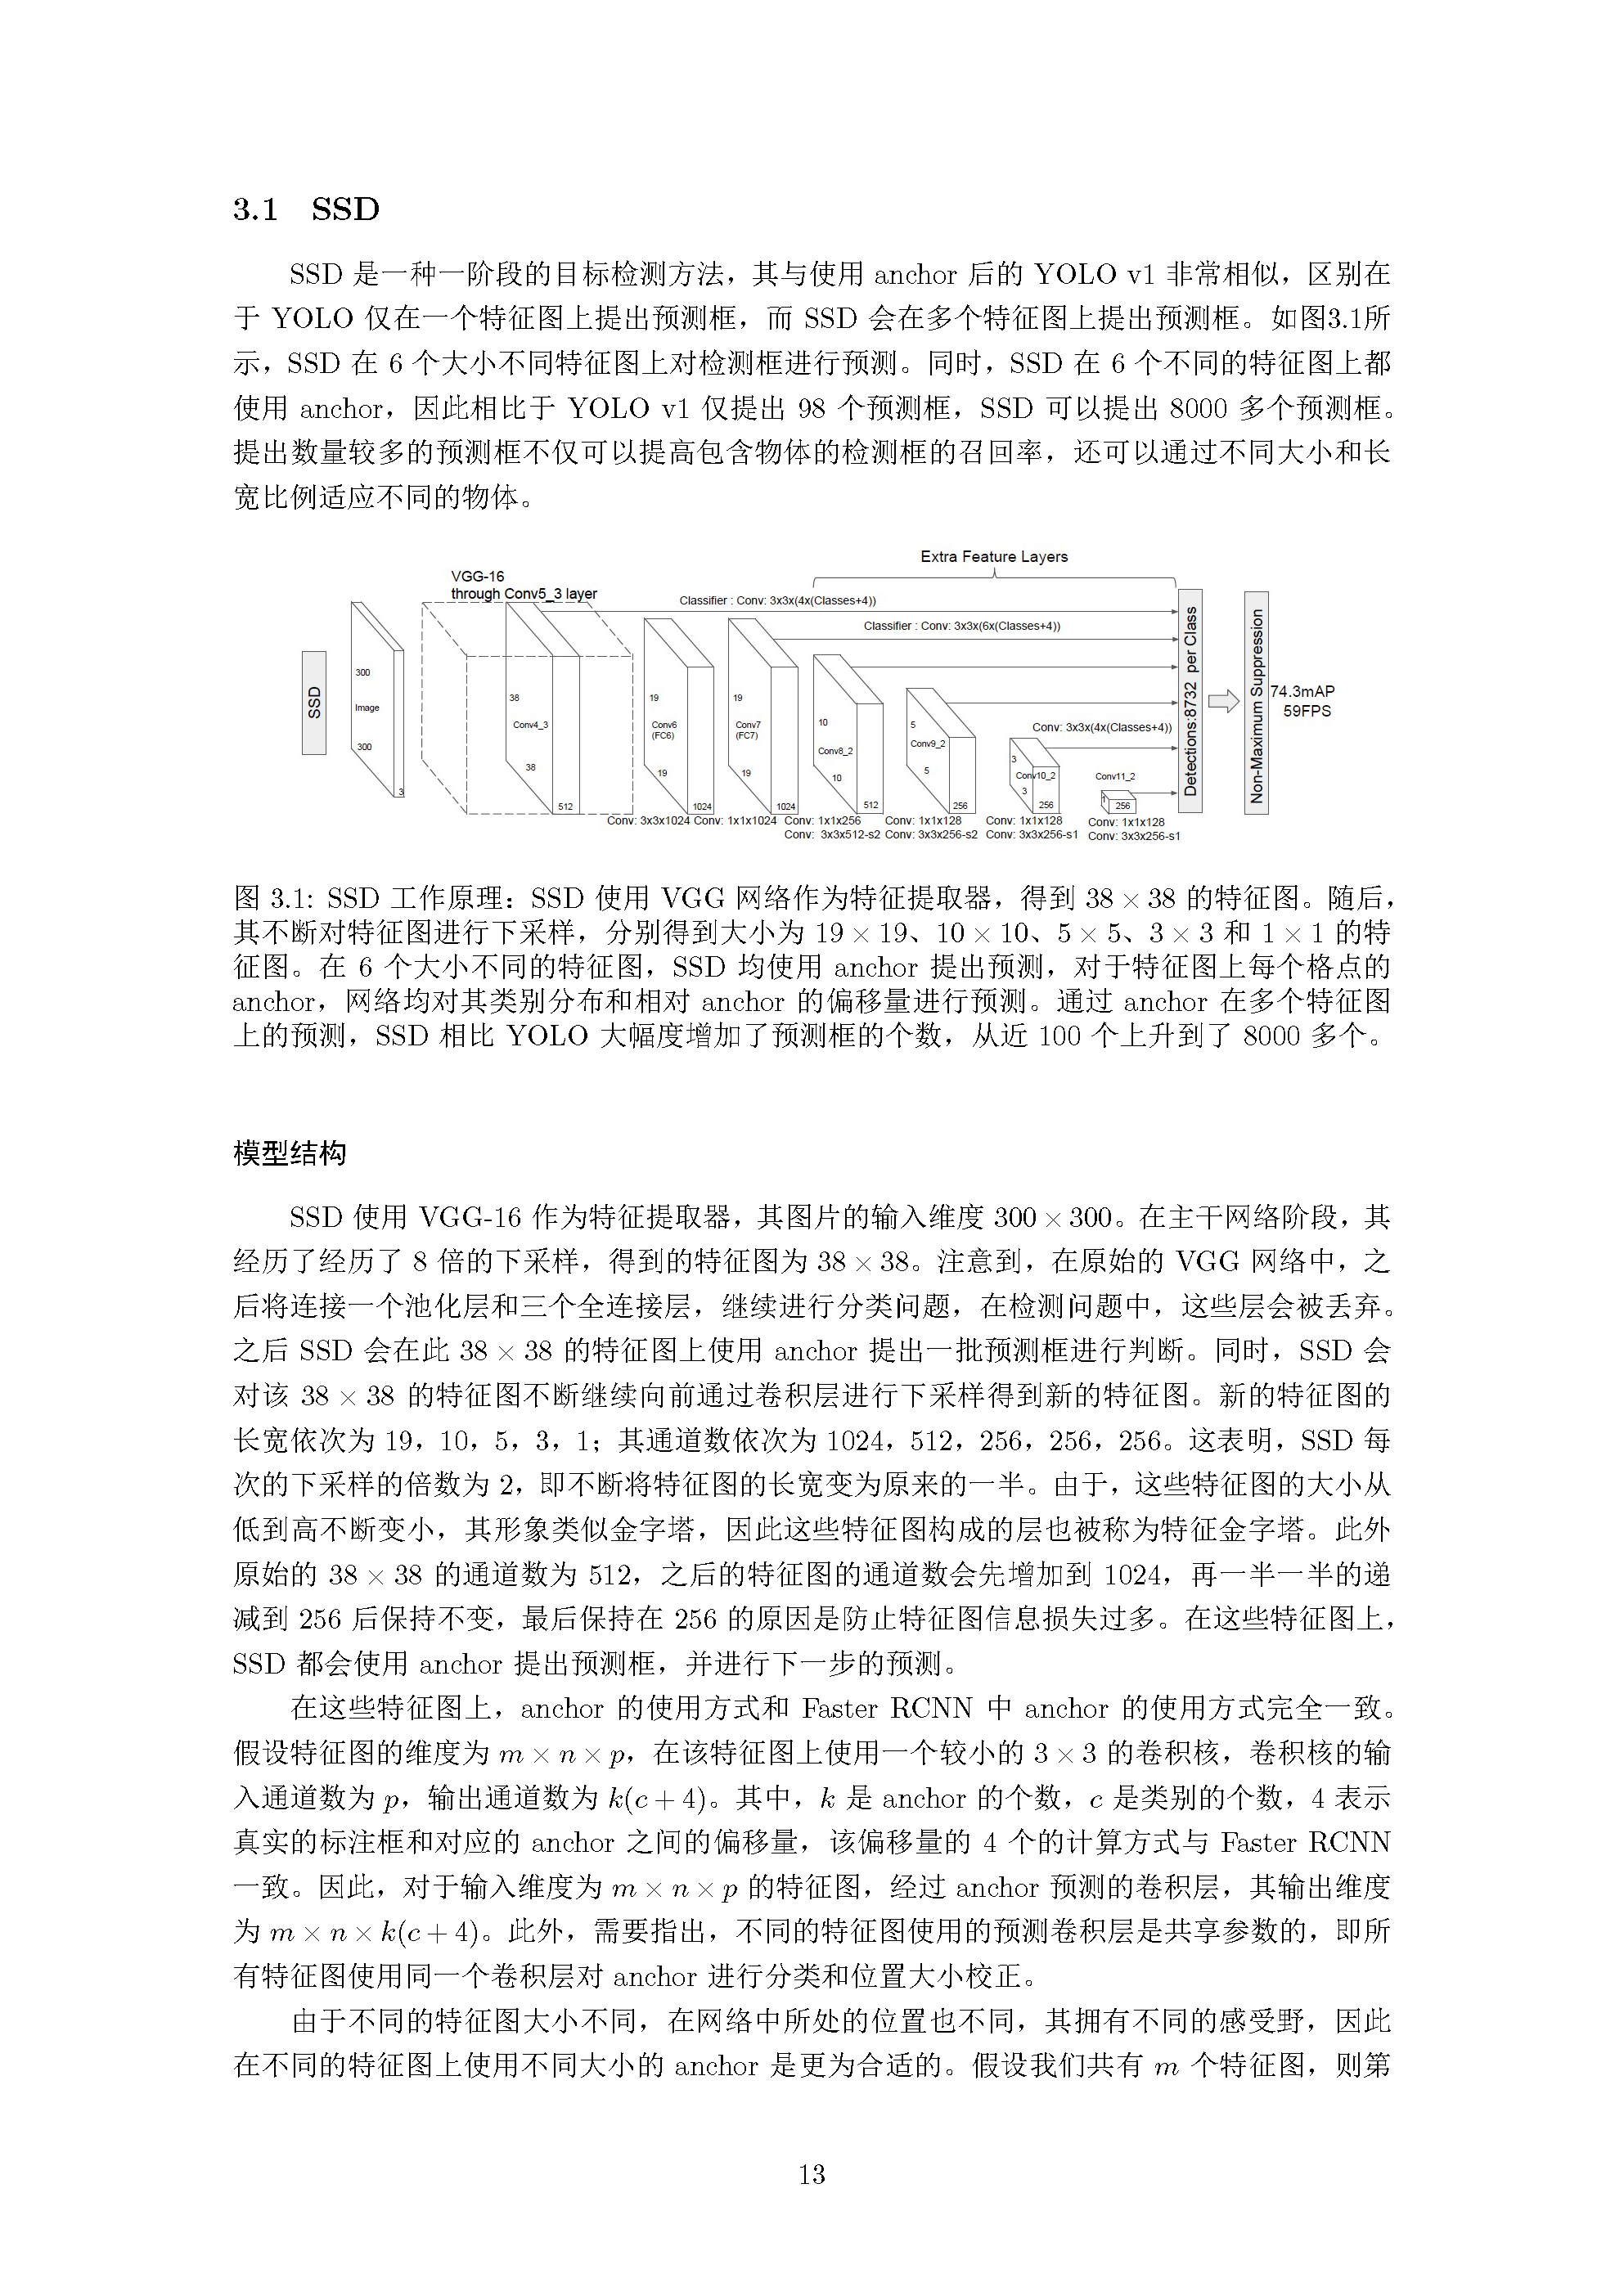 3.1 SSD
SSD 是一种一阶段的目标检测方法，其与使用 anchor 后的 YOLO v1 非常相似，区别在
于 YOLO 仅在一个特征图上提出预测框，而 SSD 会在多个特征图上提出预测框。如图3.1所
示，SSD 在 6 个大小不同特征图上对检测框进行预测。同时，SSD 在 6 个不同的特征图上都
使用 anchor，因此相比于 YOLO v1 仅提出 98 个预测框，SSD 可以提出 8000 多个预测框。
提出数量较多的预测框不仅可以提高包含物体的检测框的召回率，还可以通过不同大小和长
宽比例适应不同的物体。
Extra Feature Layers
VGG-16
through Conv5_3 layer
Classifier : Conv: 3x3x(4x(Classes+4))
Classifier : Conv: 3x3x(6x(Classes+4))
SSD
300
Image
300
3
38
Conv4_3
38
512
19
Conv6
(FC6)
19
1024
19
Conv7
(FC7)
19
1024
10
Conv8_2
10
512
5
Conv9_2
5
256
Conv: 3x3x(4x(Classes+4))
3
Conv10_2
3
256
Conv11_2
1
256
Detections:8732 per Class
Non-Maximum Suppression
74.3mAP
59FPS
Conv: 3x3x1024 Conv: 1x1x1024 Conv: 1x1x256 Conv: 1x1x128 Conv: 1x1x128 Conv: 1x1x128
Conv: 3x3x512-s2 Conv: 3x3x256-s2 Conv: 3x3x256-s1 Conv: 3x3x256-s1
图 3.1: SSD 工作原理：SSD 使用 VGG 网络作为特征提取器，得到 38 × 38 的特征图。随后，
其不断对特征图进行下采样，分别得到大小为 19 × 19、10 × 10、5 × 5、3 × 3 和 1 × 1 的特
征图。在 6 个大小不同的特征图，SSD 均使用 anchor 提出预测，对于特征图上每个格点的
anchor，网络均对其类别分布和相对 anchor 的偏移量进行预测。通过 anchor 在多个特征图
上的预测，SSD 相比 YOLO 大幅度增加了预测框的个数，从近 100 个上升到了 8000 多个。
模型结构
SSD 使用 VGG-16 作为特征提取器，其图片的输入维度 300 × 300。在主干网络阶段，其
经历了经历了 8 倍的下采样，得到的特征图为 38 × 38。注意到，在原始的 VGG 网络中，之
后将连接一个池化层和三个全连接层，继续进行分类问题，在检测问题中，这些层会被丢弃。
之后 SSD 会在此 38 × 38 的特征图上使用 anchor 提出一批预测框进行判断。同时，SSD 会
对该 38 × 38 的特征图不断继续向前通过卷积层进行下采样得到新的特征图。新的特征图的
长宽依次为 19，10，5，3，1；其通道数依次为 1024，512，256，256，256。这表明，SSD 每
次的下采样的倍数为 2，即不断将特征图的长宽变为原来的一半。由于，这些特征图的大小从
低到高不断变小，其形象类似金字塔，因此这些特征图构成的层也被称为特征金字塔。此外
原始的 38 × 38 的通道数为 512，之后的特征图的通道数会先增加到 1024，再一半一半的递
减到 256 后保持不变，最后保持在 256 的原因是防止特征图信息损失过多。在这些特征图上，
SSD 都会使用 anchor 提出预测框，并进行下一步的预测。
在这些特征图上，anchor 的使用方式和 Faster RCNN 中 anchor 的使用方式完全一致。
假设特征图的维度为 m × n × p，在该特征图上使用一个较小的 3 × 3 的卷积核，卷积核的输
入通道数为 p，输出通道数为 k(c + 4)。其中，k 是 anchor 的个数，c 是类别的个数，4 表示
真实的标注框和对应的 anchor 之间的偏移量，该偏移量的 4 个的计算方式与 Faster RCNN
一致。因此，对于输入维度为 m × n × p 的特征图，经过 anchor 预测的卷积层，其输出维度
为 m × n × k(c + 4)。此外，需要指出，不同的特征图使用的预测卷积层是共享参数的，即所
有特征图使用同一个卷积层对 anchor 进行分类和位置大小校正。
由于不同的特征图大小不同，在网络中所处的位置也不同，其拥有不同的感受野，因此
在不同的特征图上使用不同大小的 anchor 是更为合适的。假设我们共有 m 个特征图，则第
13